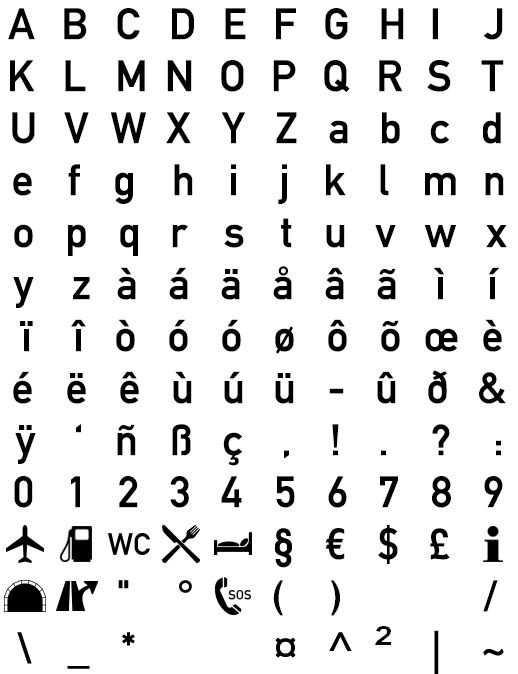 A B C D E F G H I J
K L M N O P Q R S T
U V W X Y Z a b c d
e f g h i j k l m n
o p q r s t u v w x
y z à á ä å â ã ì í
ï î ò ó ó ø ô õ œ è
é ë ê ù ú ü - û ð &
ÿ ‘ ñ ß ç , ! . ? :
0 1 2 3 4 5 6 7 8 9
WC § € $ £ i
" ° SOS ( ) /
\ _ * ¤ ^ ² | ~